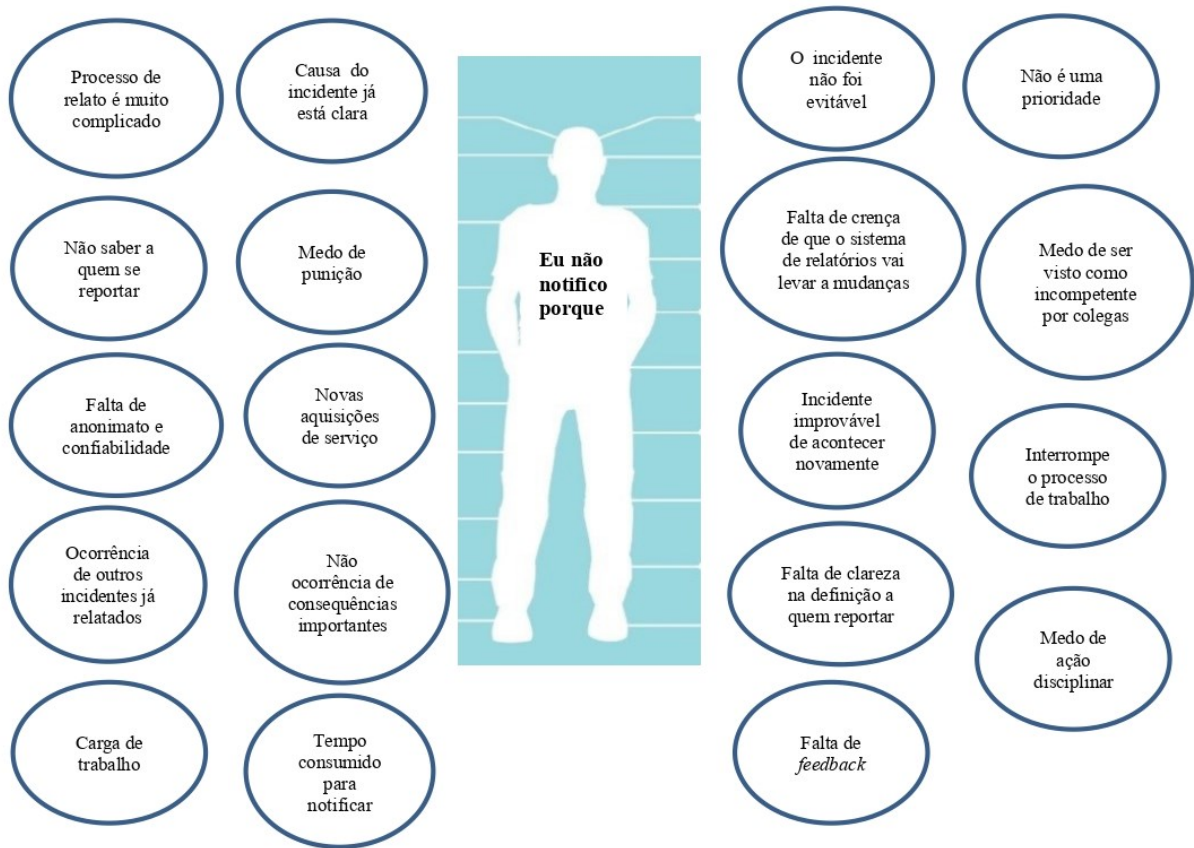 Processo de
relato é muito
complicado
Causa do
incidente já
está clara
O incidente
não foi
evitável
Não é uma
prioridade
Não saber a
quem se
reportar
Medo de
punição
Eu não
notifico
porque
Falta de crença
de que o sistema
de relatórios vai
levar a mudanças
Medo de ser
visto como
incompetente
por colegas
Falta de
anonimato e
confiabilidade
Novas
aquisições
de serviço
Incidente
improvável
de acontecer
novamente
Interrompe
o processo
de trabalho
Ocorrência
de outros
incidentes já
relatados
Não
ocorrência de
consequências
importantes
Falta de clareza
na definição a
quem reportar
Medo de
ação
disciplinar
Carga de
trabalho
Tempo
consumido
para
notificar
Falta de
feedback